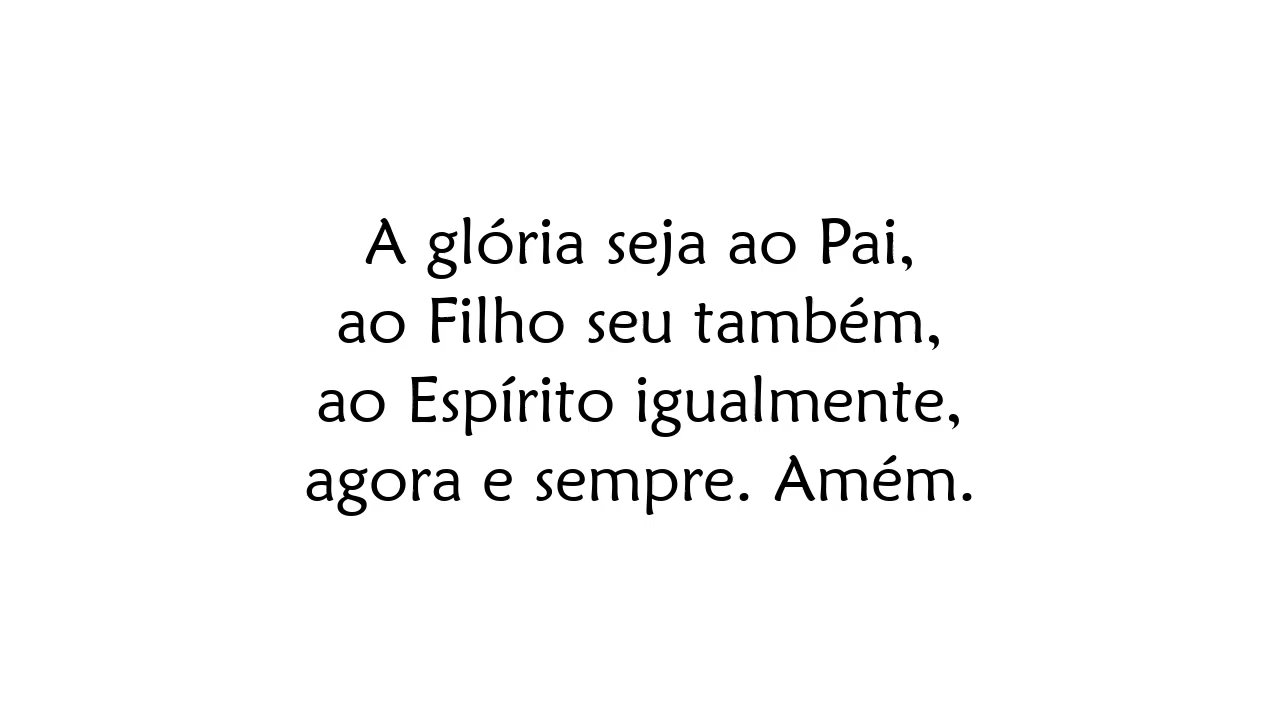 A glória seja ao Pai,
ao Filho seu também,
ao Espírito igualmente,
agora e sempre. Amém.